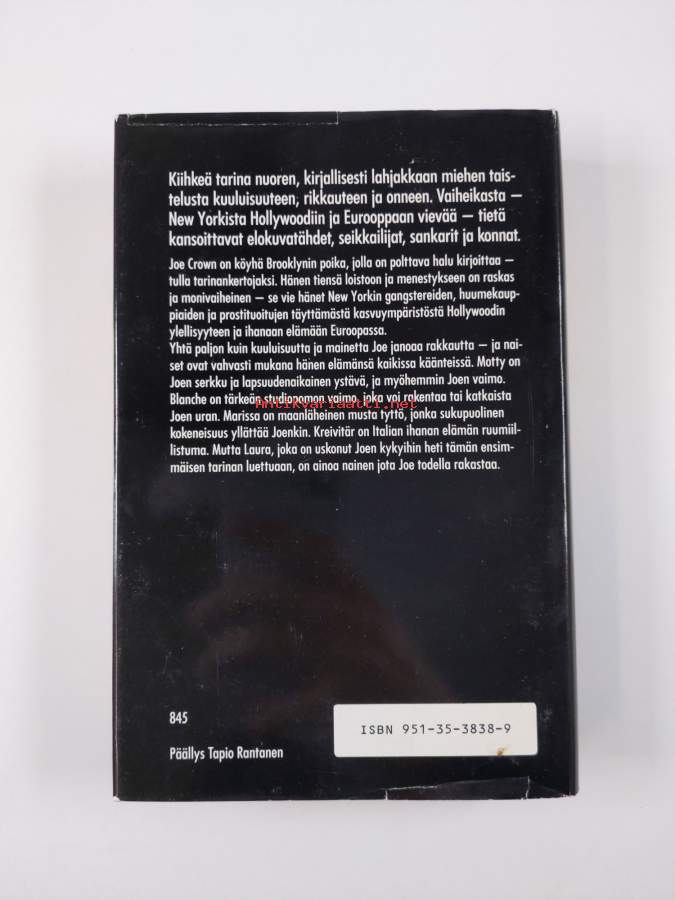 Kiihkeä tarina nuoren, kirjallisesti lahjakkaan miehen tais-
telusta kuuluisuuteen, rikkauteen ja onneen. Vaiheikasta –
New Yorkista Hollywoodiin ja Eurooppaan vievää – tietä
kansoittavat elokuvatähdet, seikkailijat, sankarit ja konnat.
Joe Crown on köyhä Brooklynin poika, jolla on polttava halu kirjoittaa –
tulla tarinankertojaksi. Hänen tiensä loistoon ja menestykseen on raskas
ja monivaiheinen – se vie hänet New Yorkin gangstereiden, huumekaup-
piaiden ja prostituoitujen täyttämästä kasvuympäristöstä Hollywoodin
ylellisyyteen ja ihanaan elämään Euroopassa.
Yhtä paljon kuin kuuluisuutta ja mainetta Joe janoaa rakkautta – ja nai-
set ovat vahvasti mukana hänen elämänsä kaikissa käänteissä. Motty on
Joen serkku ja lapsuudenaikainen ystävä, ja myöhemmin Joen vaimo.
Blanche on tärkeän studiopomon vaimo, joka voi rakentaa tai katkaista
Antikvariaatti.net
Joen uran. Marissa on maanläheinen musta tyttö, jonka sukupuolinen
kokeneisuus yllättää Joenkin. Kreivitär on Italian ihanan elämän ruumiil-
listuma. Mutta Laura, joka on uskonut Joen kykyihin heti tämän ensim-
mäisen tarinan luettuaan, on ainoa nainen jota Joe todella rakastaa.
845
ISBN 951-35-3838-9
Päällys Tapio Rantanen